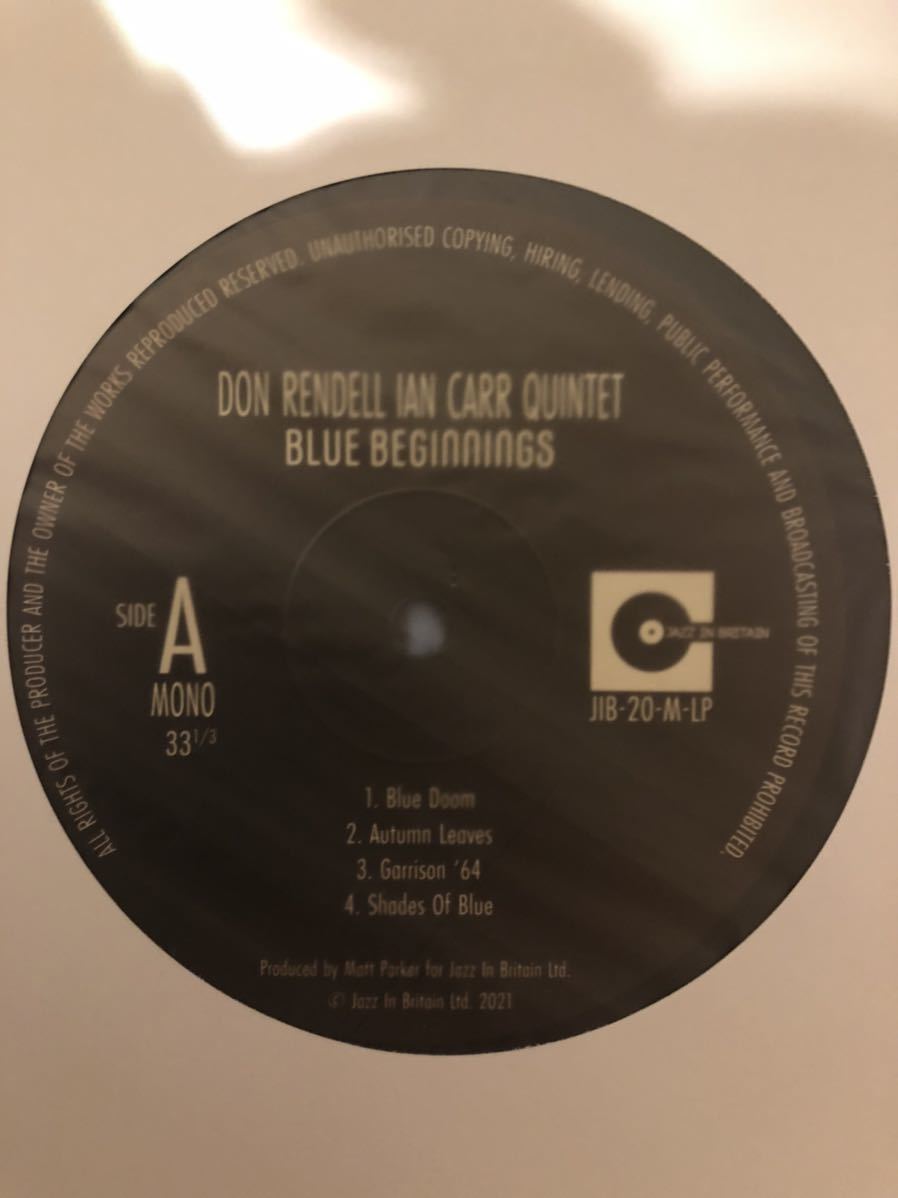 ALL RIGHTS OF THE PRODUCER AND THE OWNER OF THE WORKS REPRODUCED RESERVED. UNAUTHORISED COPYING, HIRING, LENDING, PUBLIC PERFORMANCE AND BROADCASTING OF THIS RECORD PROHIBITED.
DON RENDELL IAN CARR QUINTET
BLUE BEGINNINGS
SIDE A
MONO
33 1/3
JAZZ IN BRITAIN
JIB-20-M-LP
1. Blue Doom
2. Autumn Leaves
3. Garrison '64
4. Shades Of Blue
Produced by Matt Parker for Jazz In Britain Ltd.
© Jazz In Britain Ltd. 2021